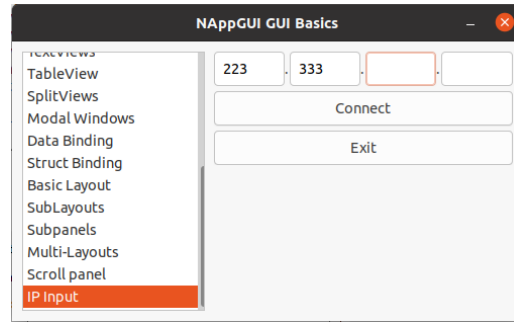 NAppGUI GUI Basics
TextViews
TableView
SplitViews
Modal Windows
Data Binding
Struct Binding
Basic Layout
SubLayouts
Subpanels
Multi-Layouts
Scroll panel
IP Input
223 . 333 . .
Connect
Exit